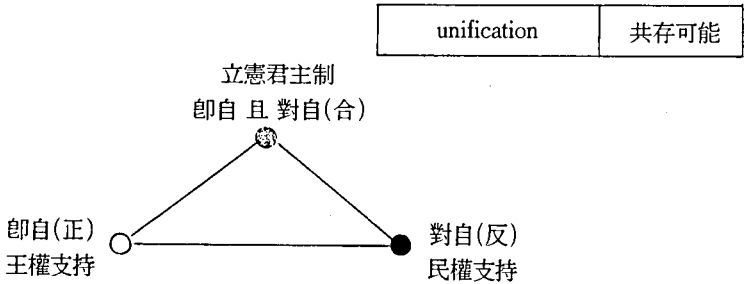 unification 共存可能
立憲君主制
卽自 且 對自(合)
卽自(正)
王權支持
對自(反)
民權支持